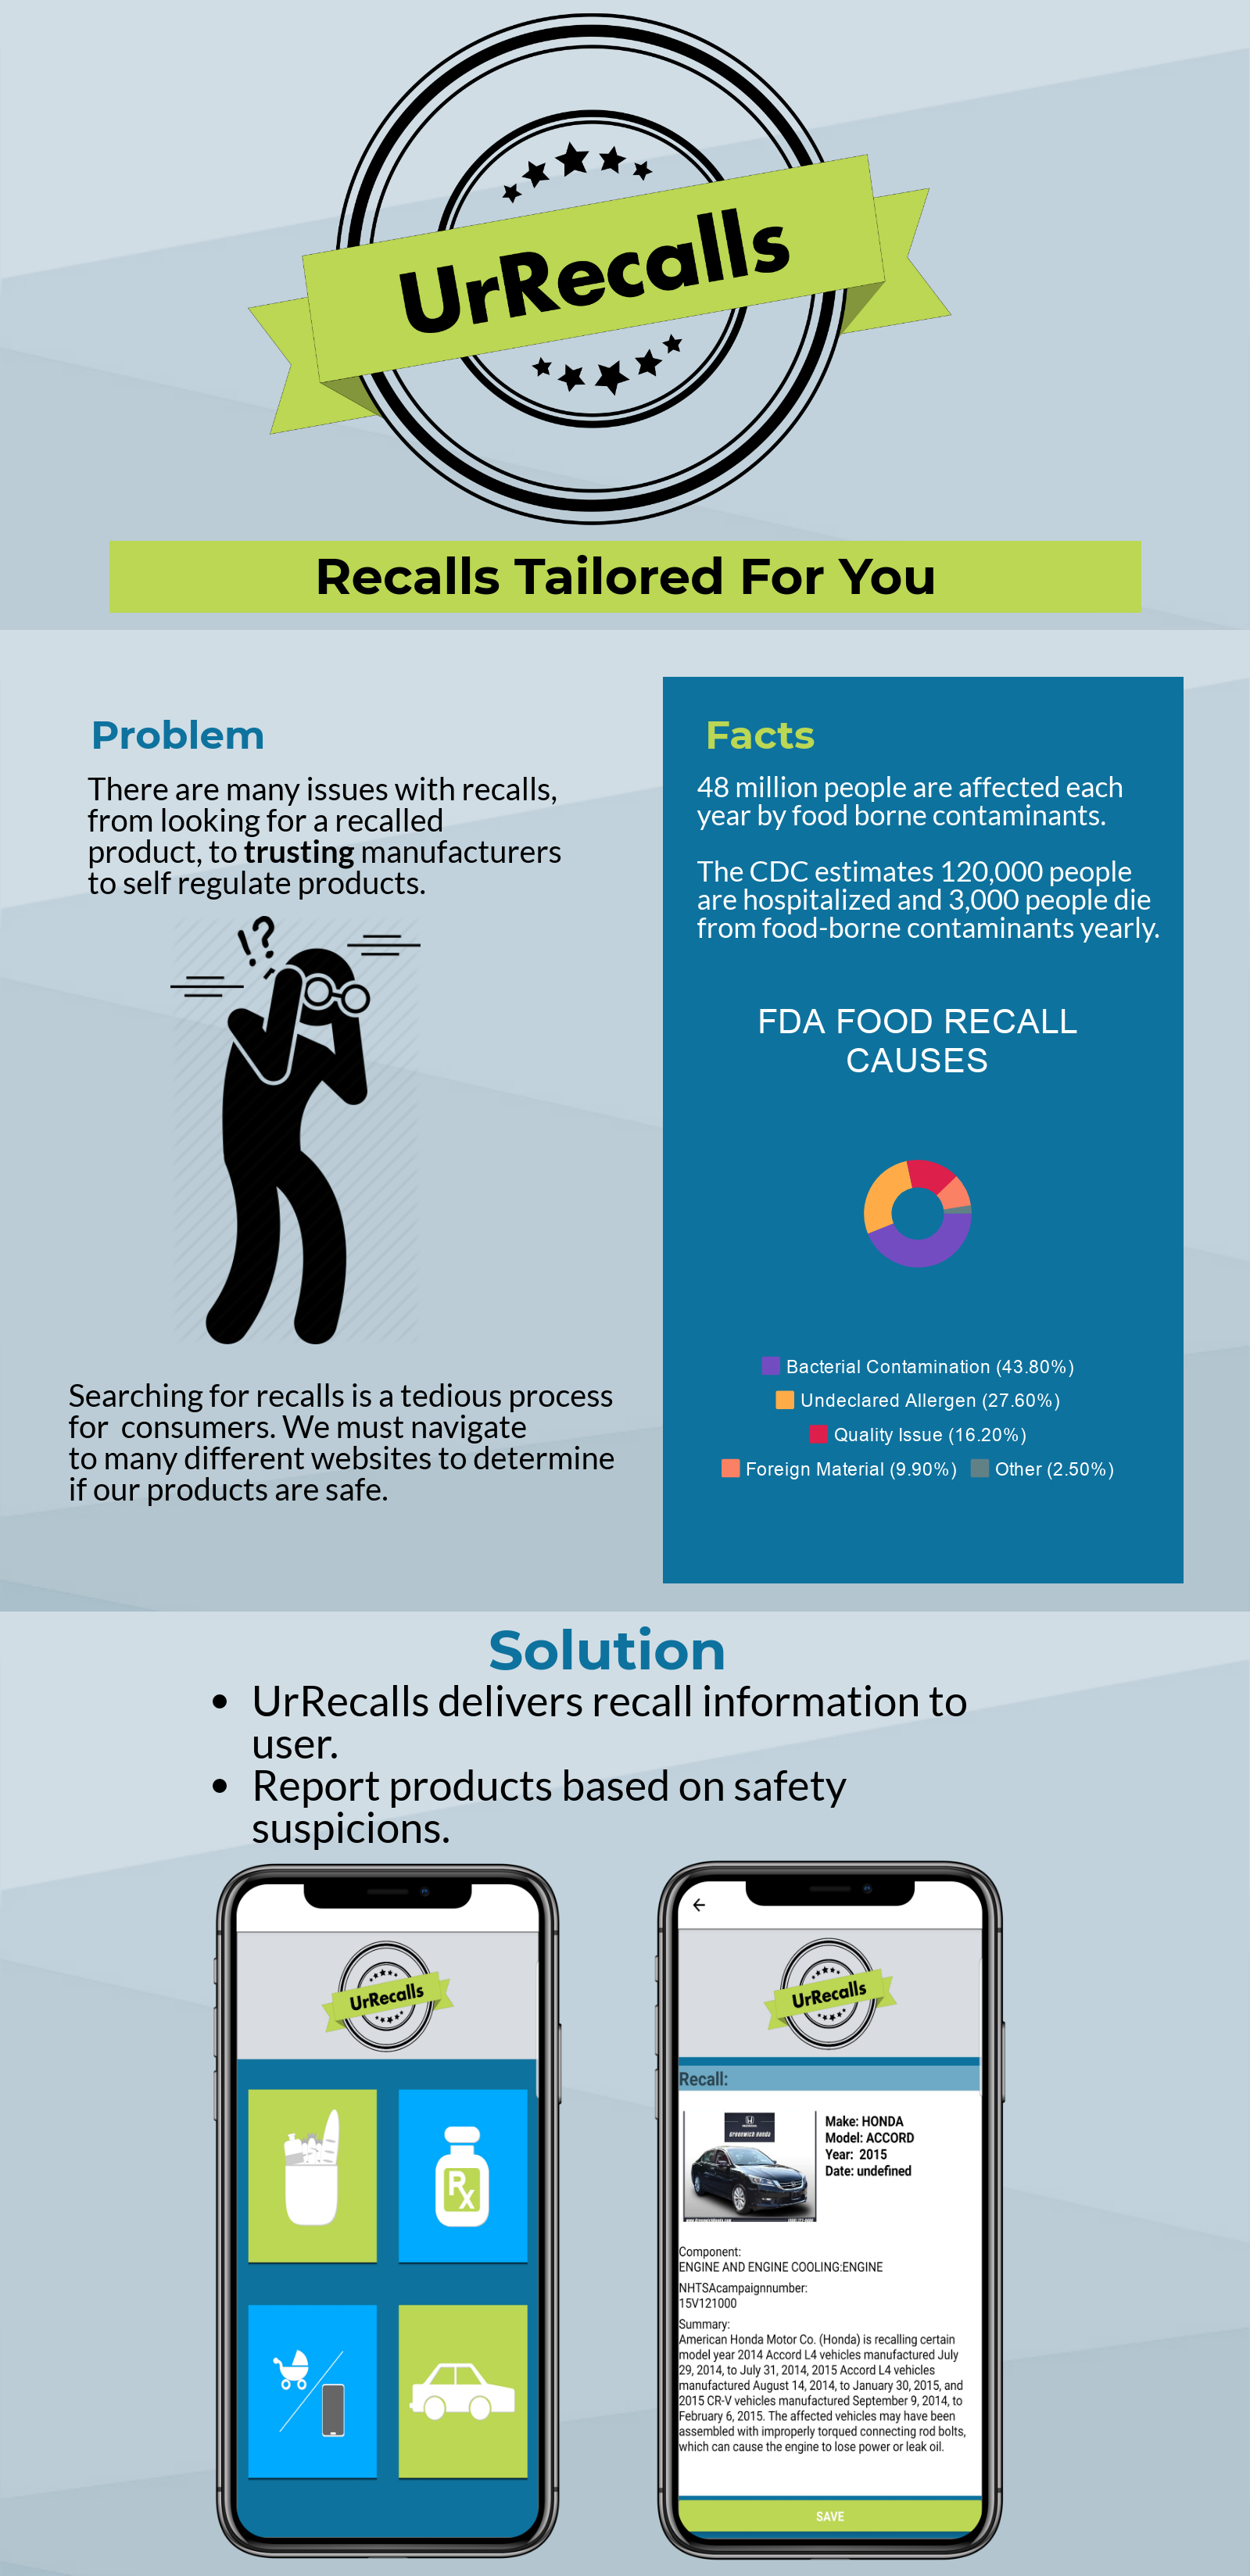 UrRecalls
Recalls Tailored For You
Problem
There are many issues with recalls,
from looking for a recalled
product, to trusting manufacturers
to self regulate products.
!?
Searching for recalls is a tedious process
for consumers. We must navigate
to many different websites to determine
if our products are safe.
Facts
48 million people are affected each
year by food borne contaminants.
The CDC estimates 120,000 people
are hospitalized and 3,000 people die
from food-borne contaminants yearly.
FDA FOOD RECALL
CAUSES
Bacterial Contamination (43.80%)
Undeclared Allergen (27.60%)
Quality Issue (16.20%)
Foreign Material (9.90%) Other (2.50%)
Solution
• UrRecalls delivers recall information to
user.
• Report products based on safety
suspicions.
UrRecalls
Rx
UrRecalls
Recall:
Greenwich Honda
Make: HONDA
Model: ACCORD
Year: 2015
Date: undefined
Component:
ENGINE AND ENGINE COOLING:ENGINE
NHTSAcampaignnumber:
15V121000
Summary:
American Honda Motor Co. (Honda) is recalling certain
model year 2014 Accord L4 vehicles manufactured July
29, 2014, to July 31, 2014, 2015 Accord L4 vehicles
manufactured August 14, 2014, to January 30, 2015, and
2015 CR-V vehicles manufactured September 9, 2014, to
February 6, 2015. The affected vehicles may have been
assembled with improperly torqued connecting rod bolts,
which can cause the engine to lose power or leak oil.
SAVE